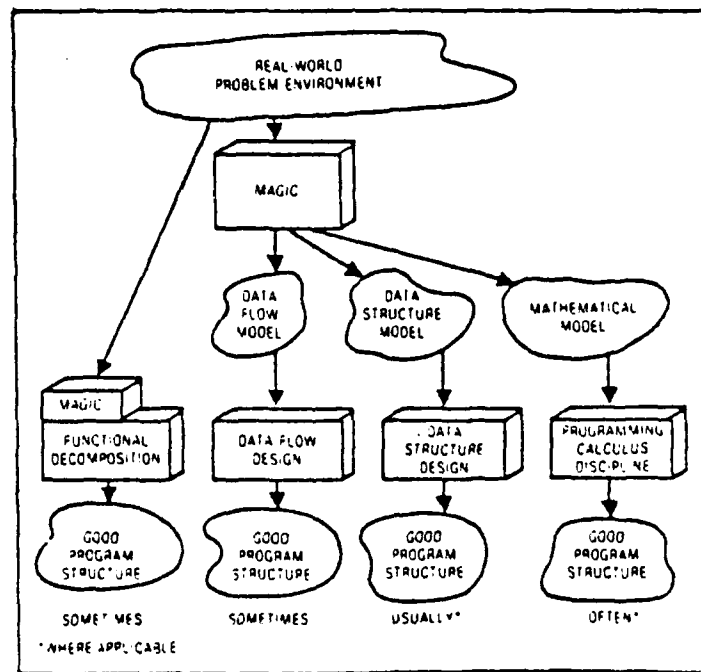 REAL-WORLD
PROBLEM ENVIRONMENT
MAGIC
DATA
FLOW
MODEL
DATA
STRUCTURE
MODEL
MATHEMATICAL
MODEL
MAGIC
FUNCTIONAL
DECOMPOSITION
DATA FLOW
DESIGN
DATA
STRUCTURE
DESIGN
PROGRAMMING
CALCULUS
DISCIPLINE
GOOD
PROGRAM
STRUCTURE
GOOD
PROGRAM
STRUCTURE
GOOD
PROGRAM
STRUCTURE
GOOD
PROGRAM
STRUCTURE
SOMETIMES
SOMETIMES
USUALLY*
OFTEN*
*WHERE APPLICABLE